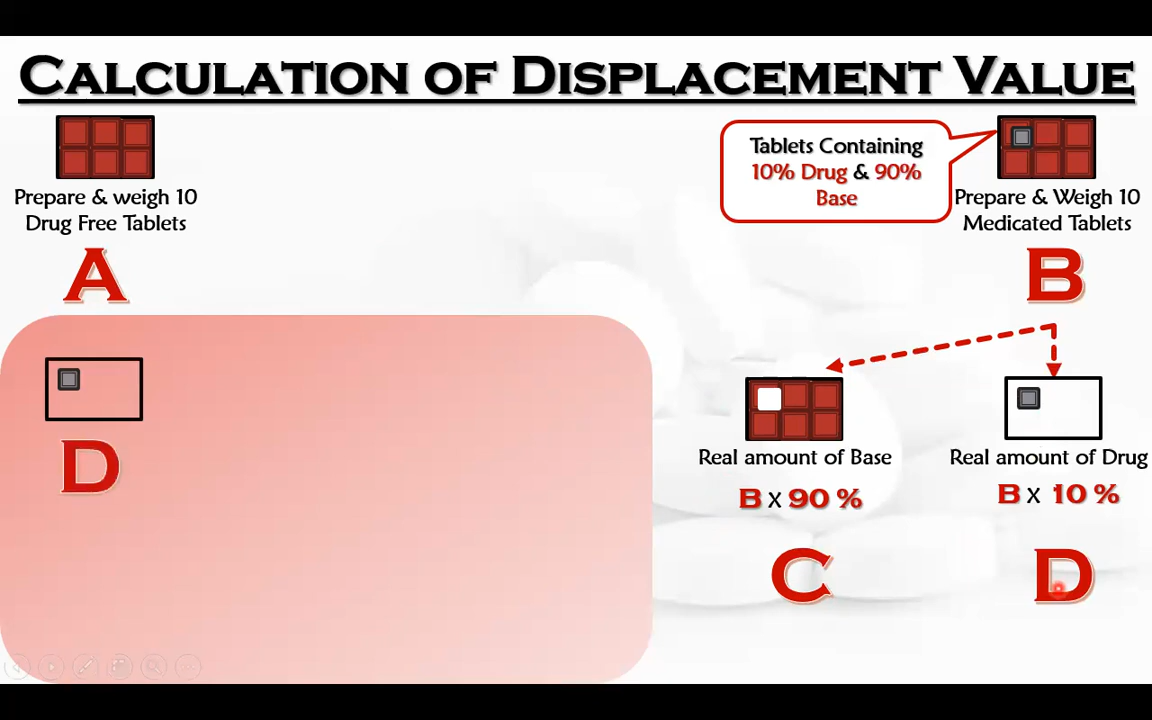 CALCULATION OF DISPLACEMENT VALUE
Prepare & weigh 10
Drug Free Tablets
A
Tablets Containing
10% Drug & 90%
Base
Prepare & Weigh 10
Medicated Tablets
B
D
Real amount of Base
B x 90 %
C
Real amount of Drug
B x 10 %
D